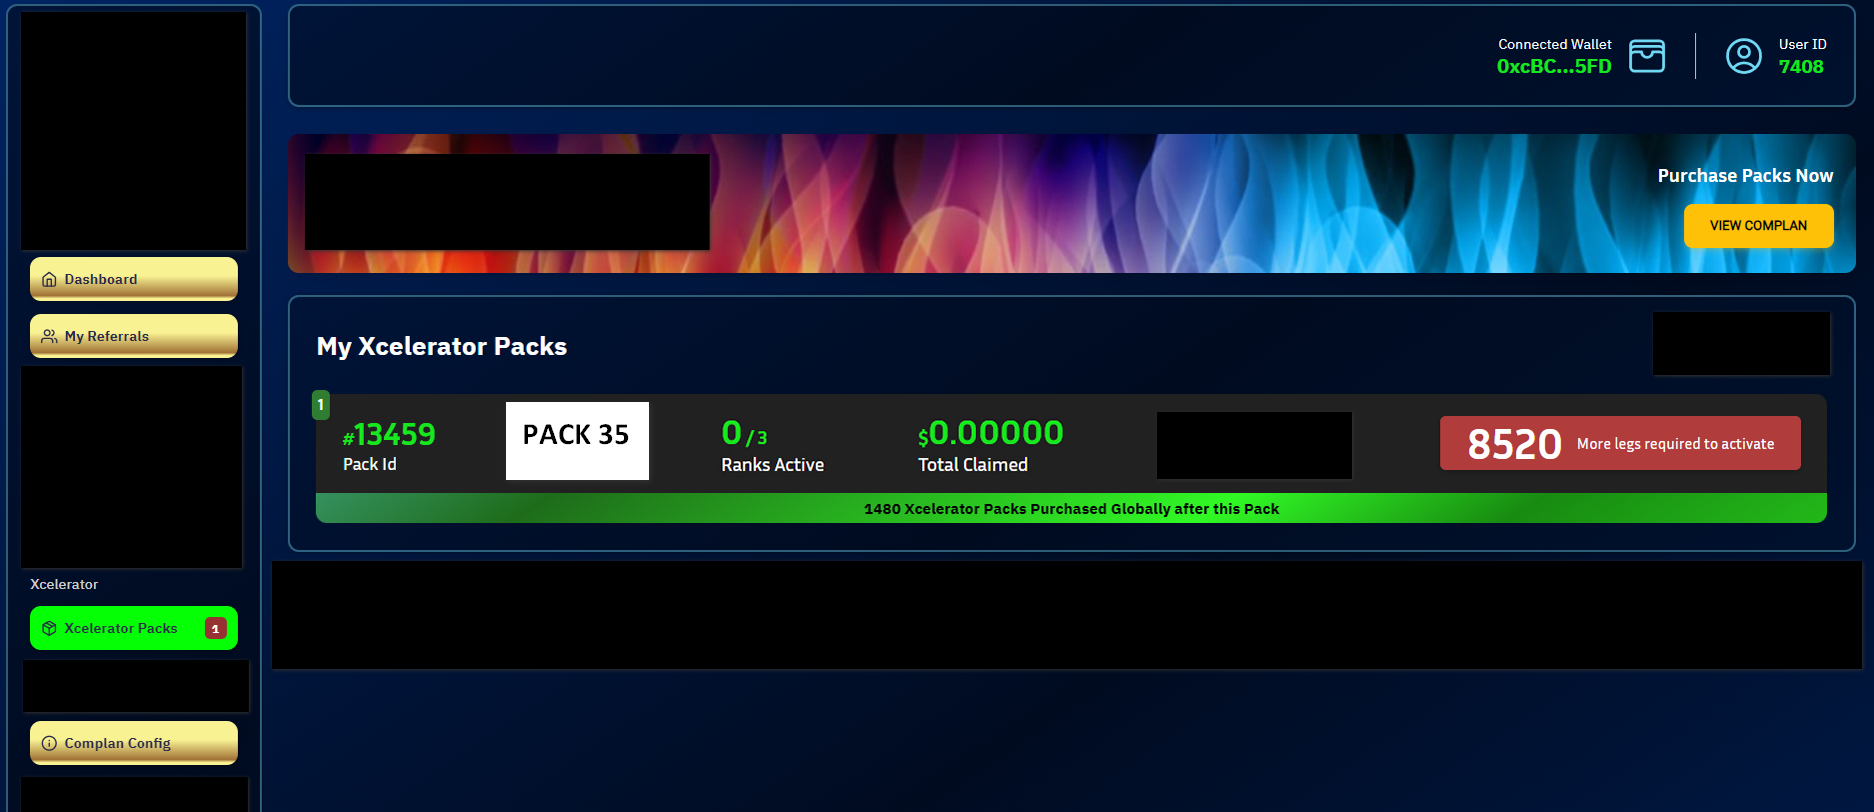 Connected Wallet
0xcBC...5FD
User ID
7408
Purchase Packs Now
VIEW COMPLAN
Dashboard
My Referrals
Xcelerator
Xcelerator Packs 1
Complan Config
My Xcelerator Packs
1
#13459
Pack Id
PACK 35
0/3
Ranks Active
$0.00000
Total Claimed
8520 More legs required to activate
1480 Xcelerator Packs Purchased Globally after this Pack